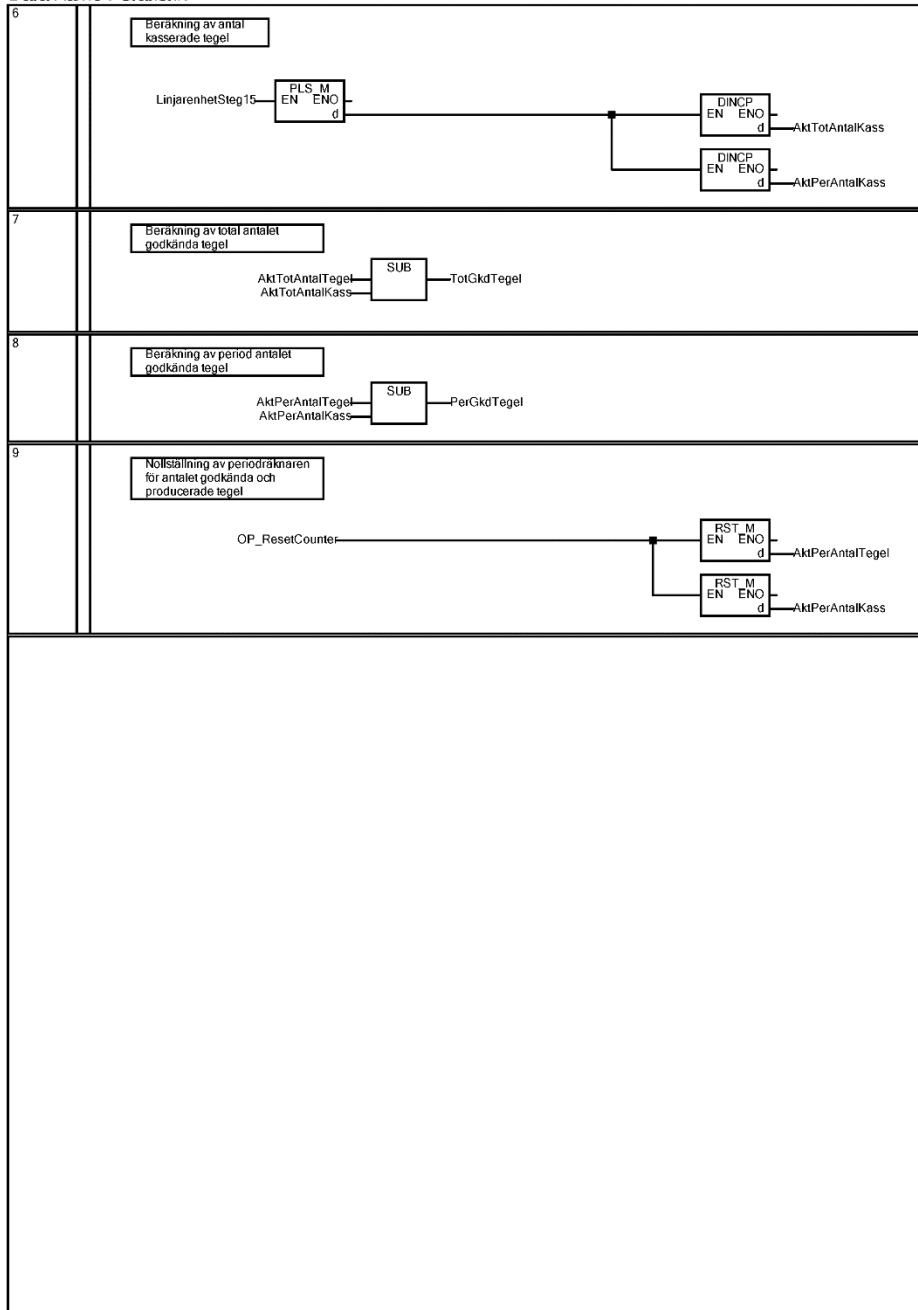 6
Beräkning av antal
kasserade tegel
LinjarenhetSteg15
PLS_M
EN ENO
d
DINCP
EN ENO
d
AktTotAntalKass
DINCP
EN ENO
d
AktPerAntalKass
7
Beräkning av total antalet
godkända tegel
AktTotAntalTegel
AktTotAntalKass
SUB
TotGkdTegel
8
Beräkning av period antalet
godkända tegel
AktPerAntalTegel
AktPerAntalKass
SUB
PerGkdTegel
9
Nollställning av periodräknaren
för antalet godkända och
producerade tegel
OP_ResetCounter
RST_M
EN ENO
d
AktPerAntalTegel
RST_M
EN ENO
d
AktPerAntalKass